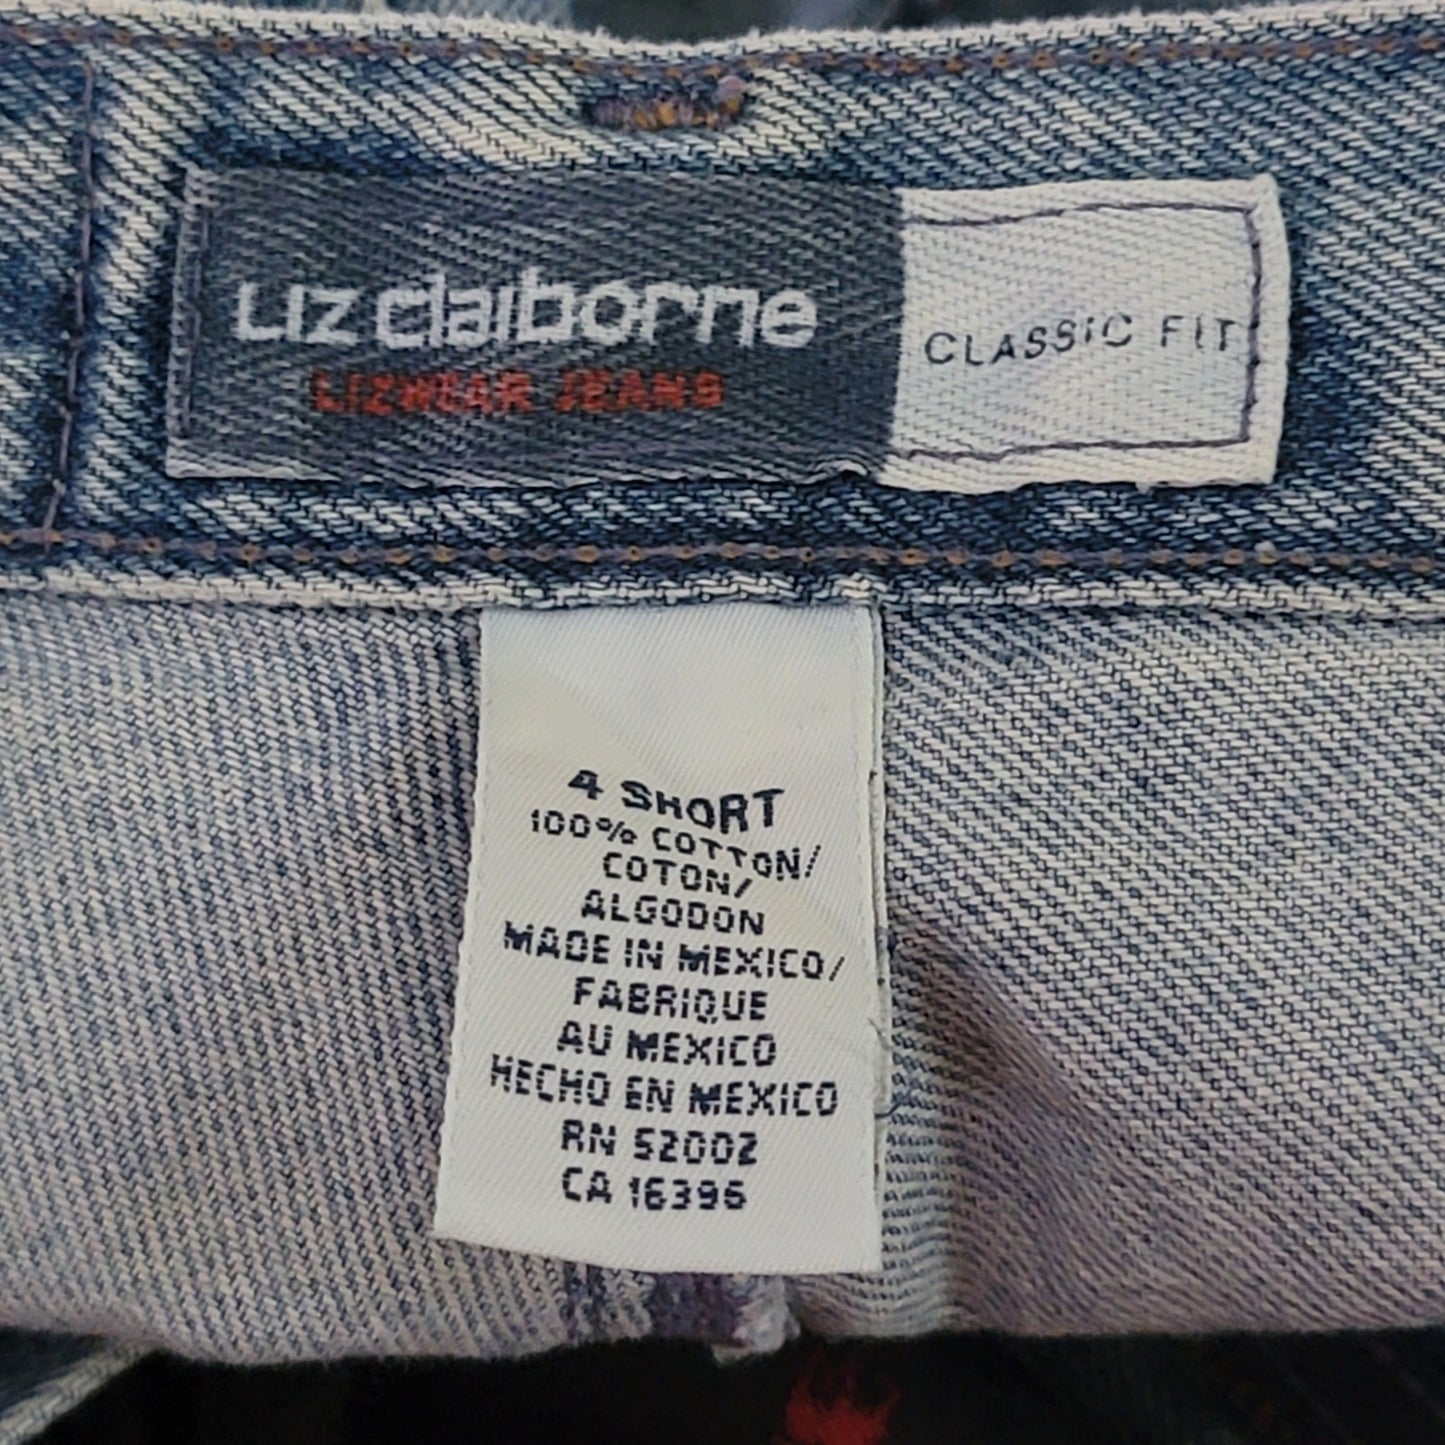 Liz claiborne
LIZWEAR JEANS
CLASSIC FIT
4 SHORT
100% COTTON/
COTON/
ALGODON
MADE IN MEXICO/
FABRIQUE
AU MEXICO
HECHO EN MEXICO
RN 52002
CA 16396